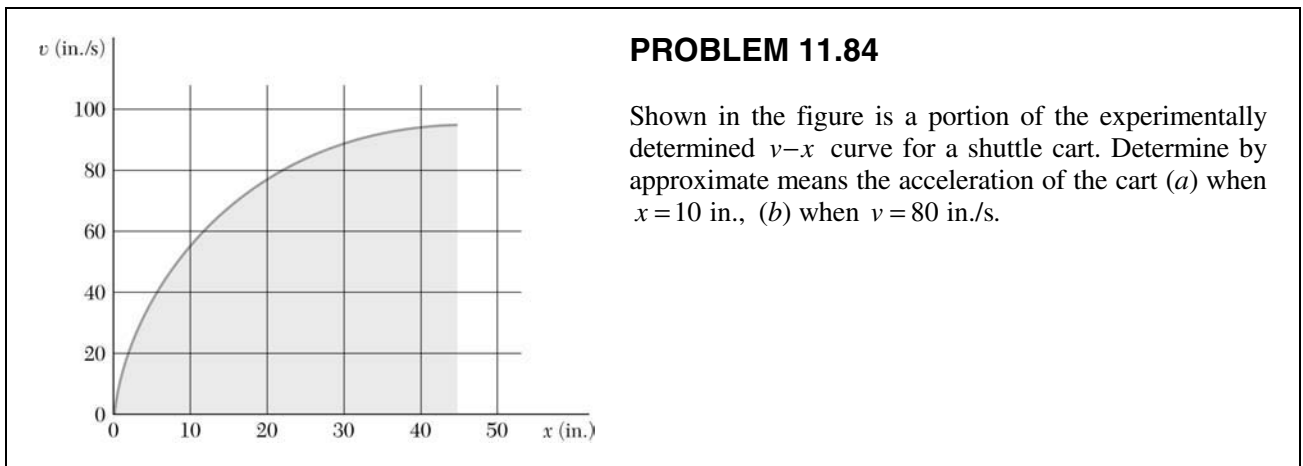 v (in./s)
100
80
60
40
20
0
0 10 20 30 40 50 x (in.)
PROBLEM 11.84
Shown in the figure is a portion of the experimentally
determined v−x curve for a shuttle cart. Determine by
approximate means the acceleration of the cart (a) when
x = 10 in., (b) when v = 80 in./s.